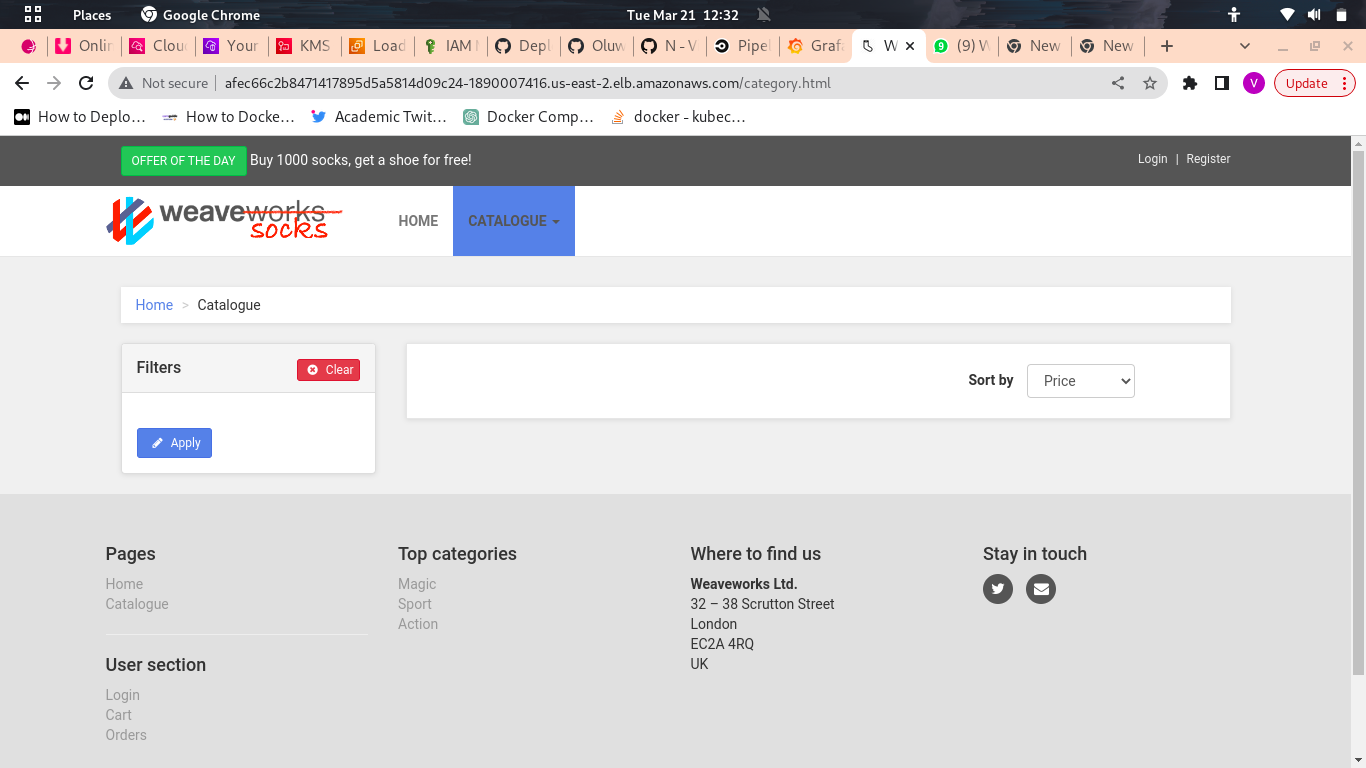 Places Google Chrome Tue Mar 21 12:32
Onlin Clou Your KMS Load IAM Depl Oluw N - V Pipel Grafa W (9) W New New
Not secure afec66c2b8471417895d5a5814d09c24-1890007416.us-east-2.elb.amazonaws.com/category.html V Update
How to Deplo… How to Docke… Academic Twit… Docker Comp… docker - kubec…
OFFER OF THE DAY Buy 1000 socks, get a shoe for free! Login | Register
weaveworks socks HOME CATALOGUE
Home > Catalogue
Filters Clear
Sort by Price
Apply
Pages
Home
Catalogue
User section
Login
Cart
Orders
Top categories
Magic
Sport
Action
Where to find us
Weaveworks Ltd.
32 – 38 Scrutton Street
London
EC2A 4RQ
UK
Stay in touch